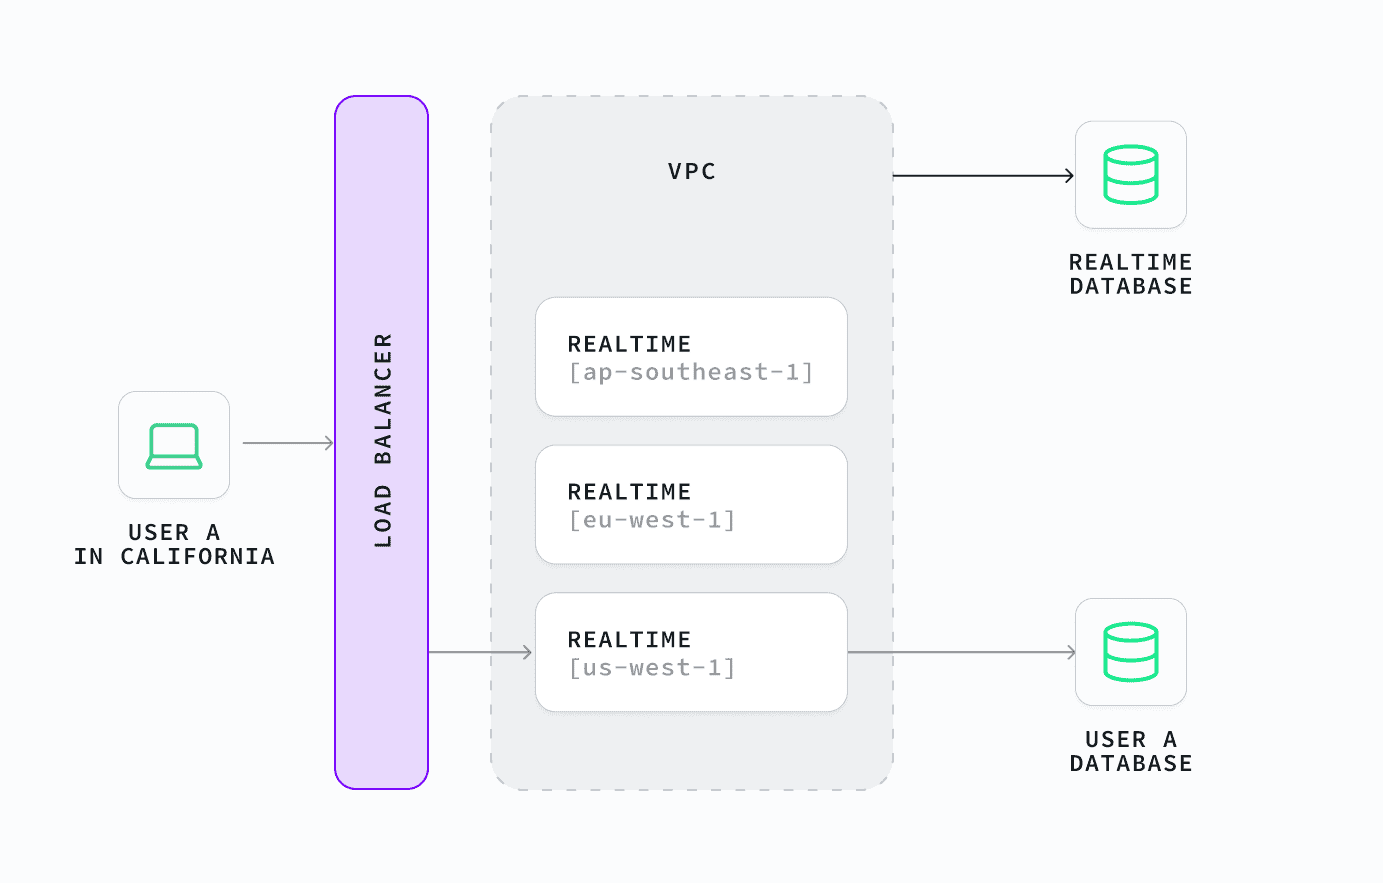 VPC
REALTIME
DATABASE
REALTIME
[ap-southeast-1]
LOAD BALANCER
USER A
IN CALIFORNIA
REALTIME
[eu-west-1]
REALTIME
[us-west-1]
USER A
DATABASE